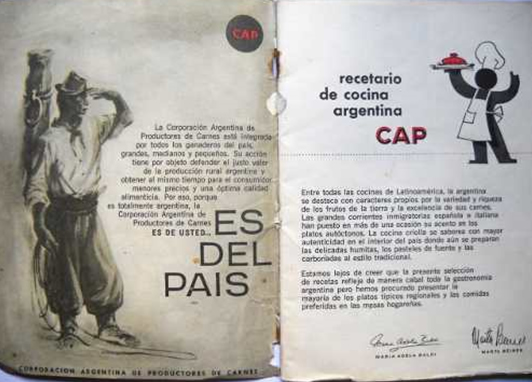 CAP
La Corporación Argentina de
Productores de Carnes está integrada
por todos los ganaderos del país,
grandes, medianos y pequeños. Su acción
tiene por objeto defender el justo valor
de la producción rural argentina y
obtener al mismo tiempo para el consumidor
menores precios y una óptima calidad
alimenticia. Por eso, porque
es totalmente argentina, la
Corporación Argentina de
Productores de Carnes
ES DE USTED...
ES
DEL
PAIS
CORPORACION ARGENTINA DE PRODUCTORES DE CARNES
recetario
de cocina
argentina
CAP
Entre todas las cocinas de Latinoamérica, la argentina
se destaca con caracteres propios por la variedad y riqueza
de los frutos de la tierra y la excelencia de sus carnes.
Las grandes corrientes inmigratorias española e italiana
han puesto en más de una ocasión su acento en los
platos autóctonos. La cocina criolla se saborea con mayor
autenticidad en el interior del país donde aún se preparan
las delicadas humitas, los pasteles de fuente y las
carbonadas al estilo tradicional.
Estamos lejos de creer que la presente selección
de recetas refleja de manera cabal toda la gastronomía
argentina pero hemos procurado presentar la
mayoría de los platos típicos regionales y las comidas
preferidas en las mesas hogareñas.
MARIA ADELA BALDI
MARTA BEINES